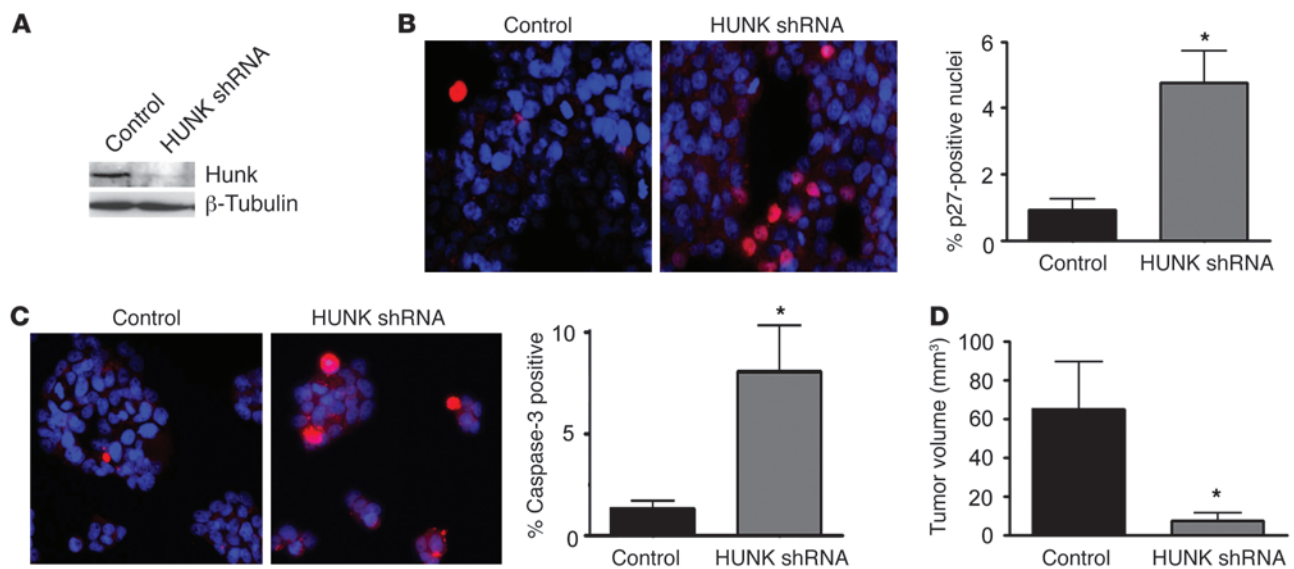 A
Control
HUNK shRNA
Hunk
β-Tubulin
B
Control
HUNK shRNA
% p27-positive nuclei
6
4
2
0
*
Control
HUNK shRNA
C
Control
HUNK shRNA
% Caspase-3 positive
10
5
0
*
Control
HUNK shRNA
D
Tumor volume (mm³)
100
80
60
40
20
0
*
Control
HUNK shRNA